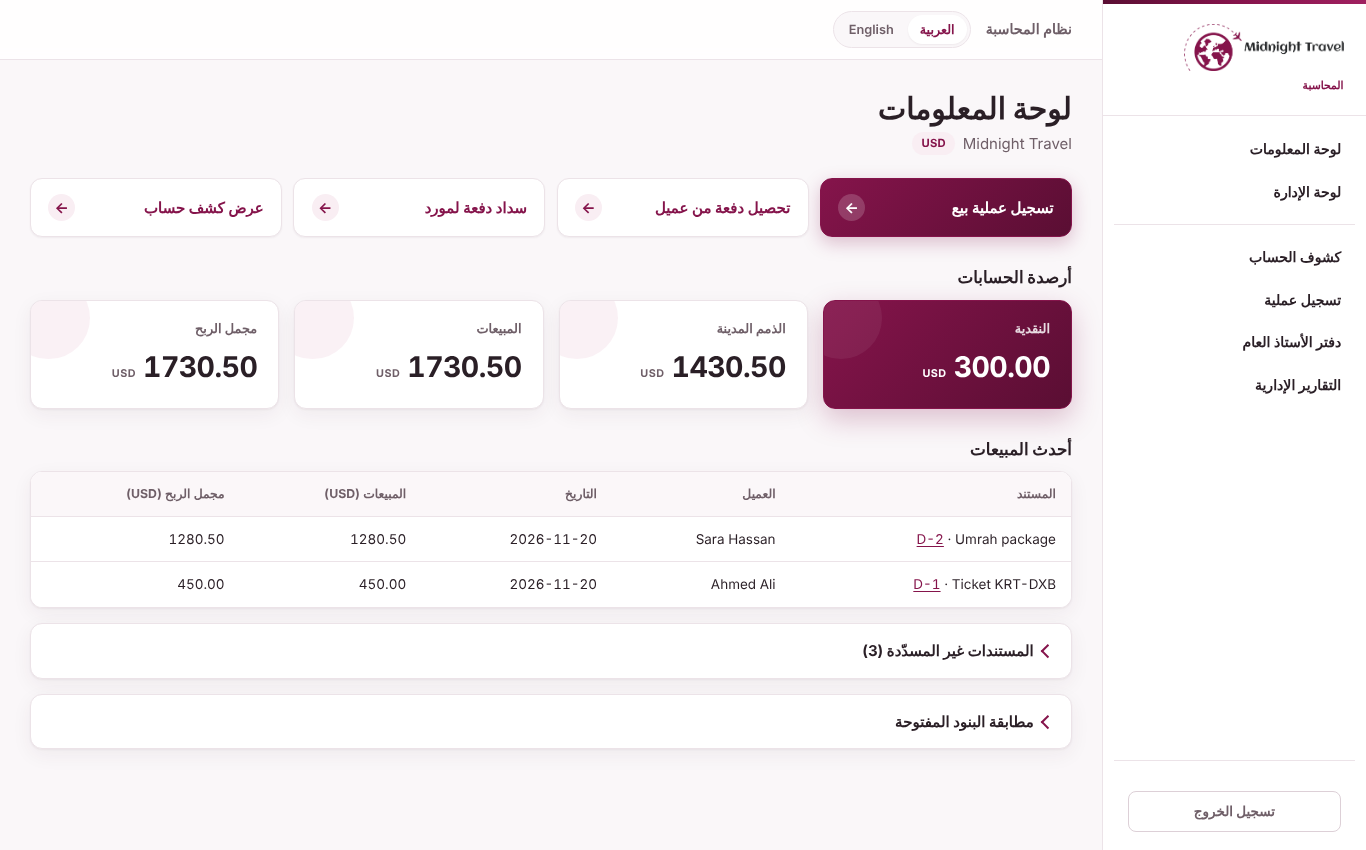 Midnight Travel
المحاسبة
لوحة المعلومات
لوحة الإدارة
كشوف الحساب
تسجيل عملية
دفتر الأستاذ العام
التقارير الإدارية
تسجيل الخروج
نظام المحاسبة العربية English
لوحة المعلومات
Midnight Travel USD
تسجيل عملية بيع ← تحصيل دفعة من عميل ← سداد دفعة لمورد ← عرض كشف حساب ←
أرصدة الحسابات
النقدية الذمم المدينة المبيعات مجمل الربح
300.00 USD 1430.50 USD 1730.50 USD 1730.50 USD
أحدث المبيعات
المستند العميل التاريخ المبيعات (USD) مجمل الربح (USD)
D-2 · Umrah package Sara Hassan 2026-11-20 1280.50 1280.50
D-1 · Ticket KRT-DXB Ahmed Ali 2026-11-20 450.00 450.00
المستندات غير المسدّدة (3)
مطابقة البنود المفتوحة